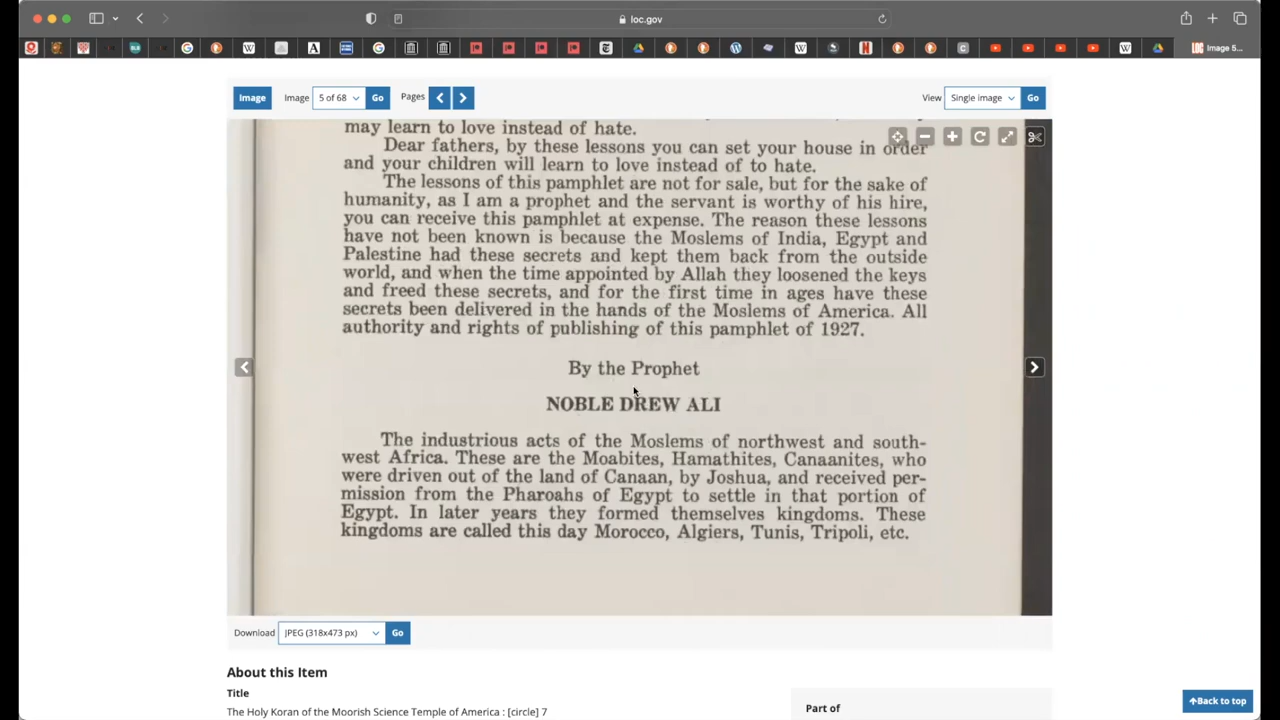 loc.gov
Image 5...
Image
Image
5 of 68
Go
Pages
View
Single image
Go
may learn to love instead of hate.
Dear fathers, by these lessons you can set your house in order
and your children will learn to love instead of to hate.
The lessons of this pamphlet are not for sale, but for the sake of
humanity, as I am a prophet and the servant is worthy of his hire,
you can receive this pamphlet at expense. The reason these lessons
have not been known is because the Moslems of India, Egypt and
Palestine had these secrets and kept them back from the outside
world, and when the time appointed by Allah they loosened the keys
and freed these secrets, and for the first time in ages have these
secrets been delivered in the hands of the Moslems of America. All
authority and rights of publishing of this pamphlet of 1927.
By the Prophet
NOBLE DREW ALI
The industrious acts of the Moslems of northwest and south-
west Africa. These are the Moabites, Hamathites, Canaanites, who
were driven out of the land of Canaan, by Joshua, and received per-
mission from the Pharoahs of Egypt to settle in that portion of
Egypt. In later years they formed themselves kingdoms. These
kingdoms are called this day Morocco, Algiers, Tunis, Tripoli, etc.
Download
JPEG (318x473 px)
Go
About this Item
Title
The Holy Koran of the Moorish Science Temple of America : [circle] 7
Part of
Back to top